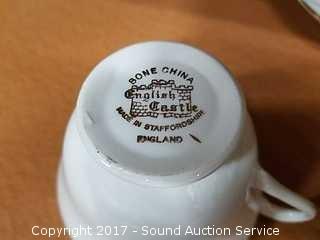 BONE CHINA
English
Castle
MADE IN STAFFORDSHIRE
ENGLAND
Copyright 2017 - Sound Auction Service